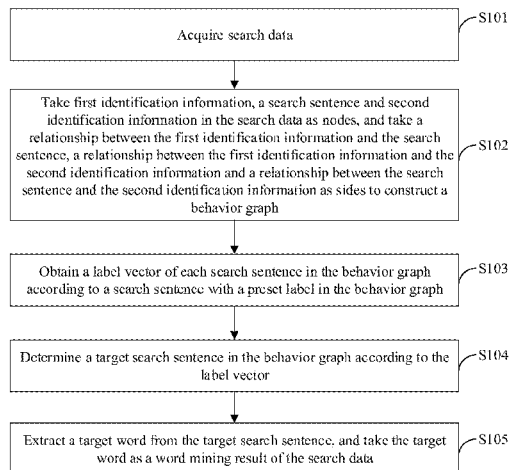 S101
Acquire search data
Take first identification information, a search sentence and second
identification information in the search data as nodes, and take a
relationship between the first identification information and the search
sentence, a relationship between the first identification information and the
second identification information and a relationship between the search
sentence and the second identification information as sides to construct a
behavior graph
S102
Obtain a label vector of each search sentence in the behavior graph
according to a search sentence with a preset label in the behavior graph
S103
Determine a target search sentence in the behavior graph according to the
label vector
S104
Extract a target word from the target search sentence, and take the target
word as a word mining result of the search data
S105